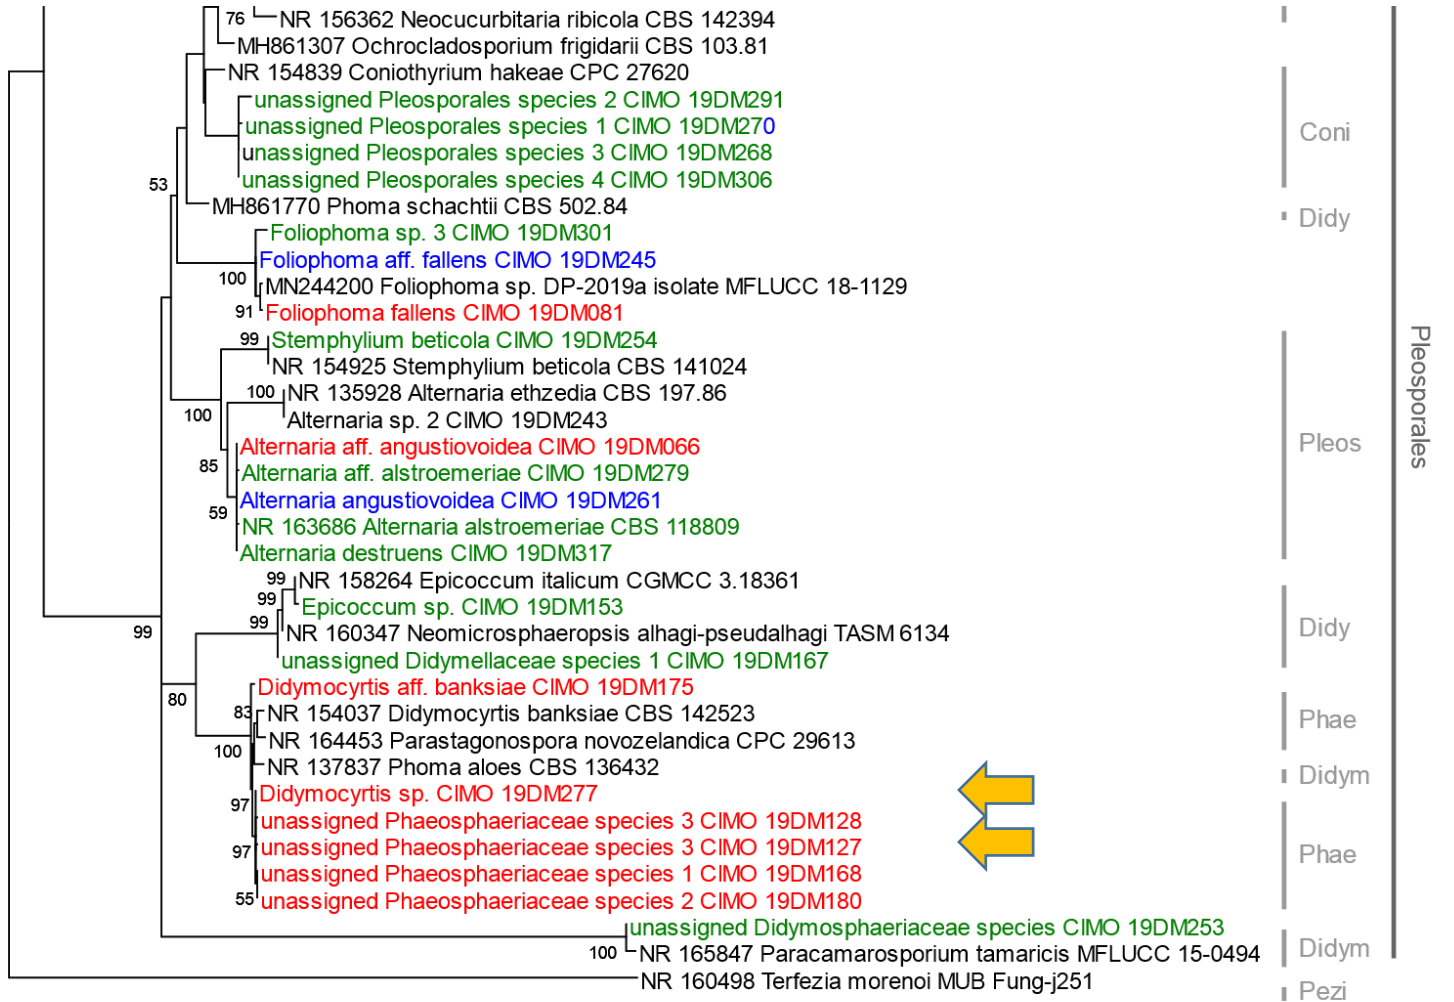 76
NR 156362 Neocucurbitaria ribicola CBS 142394
MH861307 Ochrocladosporium frigidarii CBS 103.81
NR 154839 Coniothyrium hakeae CPC 27620
unassigned Pleosporales species 2 CIMO 19DM291
unassigned Pleosporales species 1 CIMO 19DM270
Coni
unassigned Pleosporales species 3 CIMO 19DM268
unassigned Pleosporales species 4 CIMO 19DM306
53
MH861770 Phoma schachtii CBS 502.84
Didy
Foliophoma sp. 3 CIMO 19DM301
Foliophoma aff. fallens CIMO 19DM245
100
MN244200 Foliophoma sp. DP-2019a isolate MFLUCC 18-1129
91
Foliophoma fallens CIMO 19DM081
99
Stemphylium beticola CIMO 19DM254
NR 154925 Stemphylium beticola CBS 141024
Pleosporales
100
NR 135928 Alternaria ethzedia CBS 197.86
100
Alternaria sp. 2 CIMO 19DM243
Alternaria aff. angustiovoidea CIMO 19DM066
Pleos
85
Alternaria aff. alstroemeriae CIMO 19DM279
Alternaria angustiovoidea CIMO 19DM261
59
NR 163686 Alternaria alstroemeriae CBS 118809
Alternaria destruens CIMO 19DM317
99
NR 158264 Epicoccum italicum CGMCC 3.18361
99
Epicoccum sp. CIMO 19DM153
99
NR 160347 Neomicrosphaeropsis alhagi-pseudalhagi TASM 6134
Didy
99
unassigned Didymellaceae species 1 CIMO 19DM167
80
Didymocyrtis aff. banksiae CIMO 19DM175
83
NR 154037 Didymocyrtis banksiae CBS 142523
Phae
100
NR 164453 Parastagonospora novozelandica CPC 29613
NR 137837 Phoma aloes CBS 136432
Didym
97
Didymocyrtis sp. CIMO 19DM277
unassigned Phaeosphaeriaceae species 3 CIMO 19DM128
97
unassigned Phaeosphaeriaceae species 3 CIMO 19DM127
Phae
unassigned Phaeosphaeriaceae species 1 CIMO 19DM168
55
unassigned Phaeosphaeriaceae species 2 CIMO 19DM180
unassigned Didymosphaeriaceae species CIMO 19DM253
100
NR 165847 Paracamarosporium tamaricis MFLUCC 15-0494
Didym
NR 160498 Terfezia morenoi MUB Fung-j251
Pezi